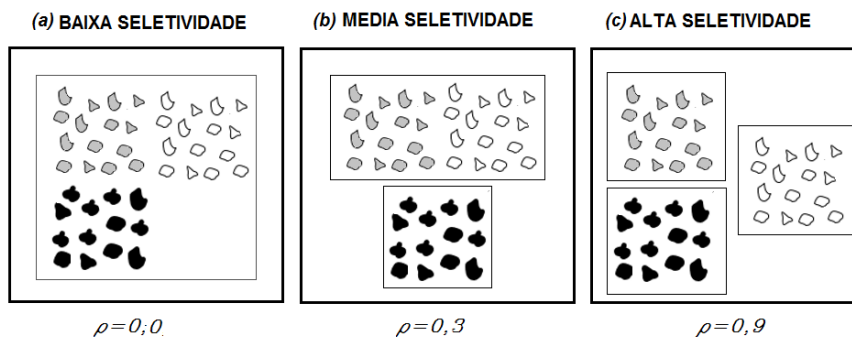 (a) BAIXA SELETIVIDADE
(b) MEDIA SELETIVIDADE
(c) ALTA SELETIVIDADE
ρ=0;0.
ρ=0,3
ρ=0,9